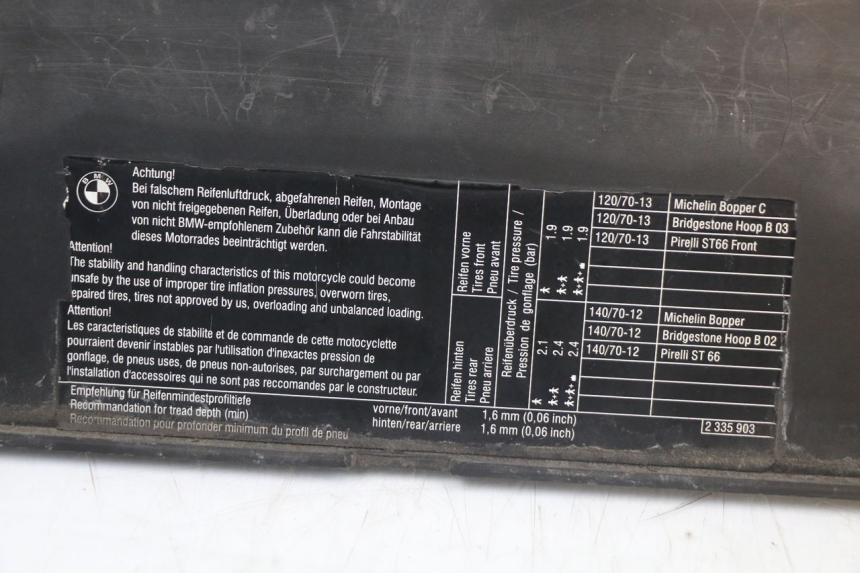 BMW
Achtung!
Bei falschem Reifenluftdruck, abgefahrenen Reifen, Montage
von nicht freigegebenen Reifen, Überladung oder bei Anbau
von nicht BMW-empfohlenem Zubehör kann die Fahrstabilität
dieses Motorrades beeinträchtigt werden.
Attention!
The stability and handling characteristics of this motorcycle could become
unsafe by the use of improper tire inflation pressures, overworn tires,
repaired tires, tires not approved by us, overloading and unbalanced loading.
Attention!
Les caracteristiques de stabilite et de commande de cette motocyclette
pourraient devenir instables par l'utilisation d'inexactes pression de
gonflage, de pneus uses, de pneus non-autorises, par surchargement ou par
l'installation d'accessoires qui ne sont pas reccomandes par le constructeur.
Empfehlung für Reifenmindestprofiltiefe
Recommendation for tread depth (min)
Recommandation pour profonder minimum du profil de pneu
vorne/front/avant 1,6 mm (0,06 inch)
hinten/rear/arriere 1,6 mm (0,06 inch)
Reifen vorne
Tires front
Pneu avant
Reifen hinten
Tires rear
Pneu arriere
Reifenüberdruck / Tire pressure /
Pression de gonflage (bar)
1.9
1.9
1.9
2.1
2.4
2.4
120/70-13 Michelin Bopper C
120/70-13 Bridgestone Hoop B 03
120/70-13 Pirelli ST66 Front
140/70-12 Michelin Bopper
140/70-12 Bridgestone Hoop B 02
140/70-12 Pirelli ST 66
2 335 903